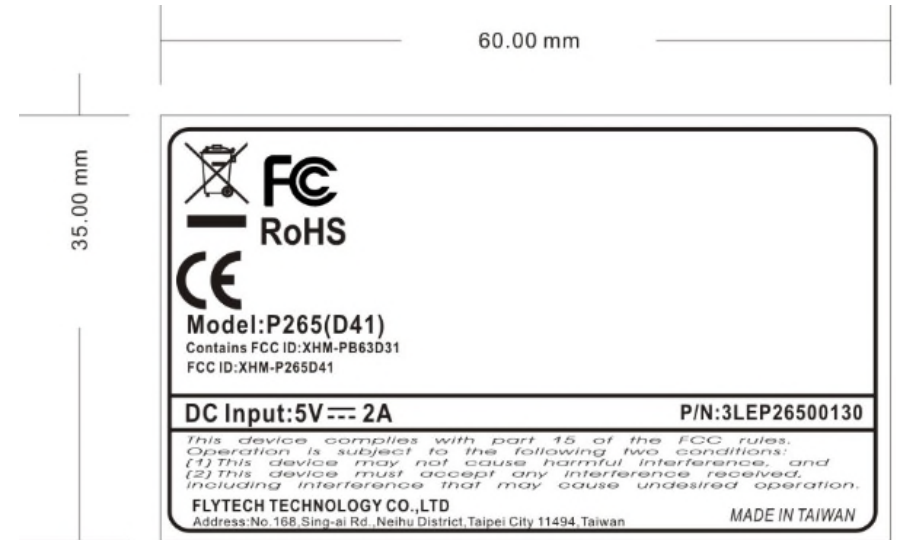 60.00 mm
35.00 mm
FC
RoHS
CE
Model:P265(D41)
Contains FCC ID:XHM-PB63D31
FCC ID:XHM-P265D41
DC Input:5V⎓2A
P/N:3LEP26500130
This device complies with part 15 of the FCC rules.
Operation is subject to the following two conditions:
(1)This device may not cause harmful interference, and
(2)This device must accept any interference received,
including interference that may cause undesired operation.
FLYTECH TECHNOLOGY CO.,LTD
Address:No.168,Sing-ai Rd.,Neihu District,Taipei City 11494,Taiwan
MADE IN TAIWAN